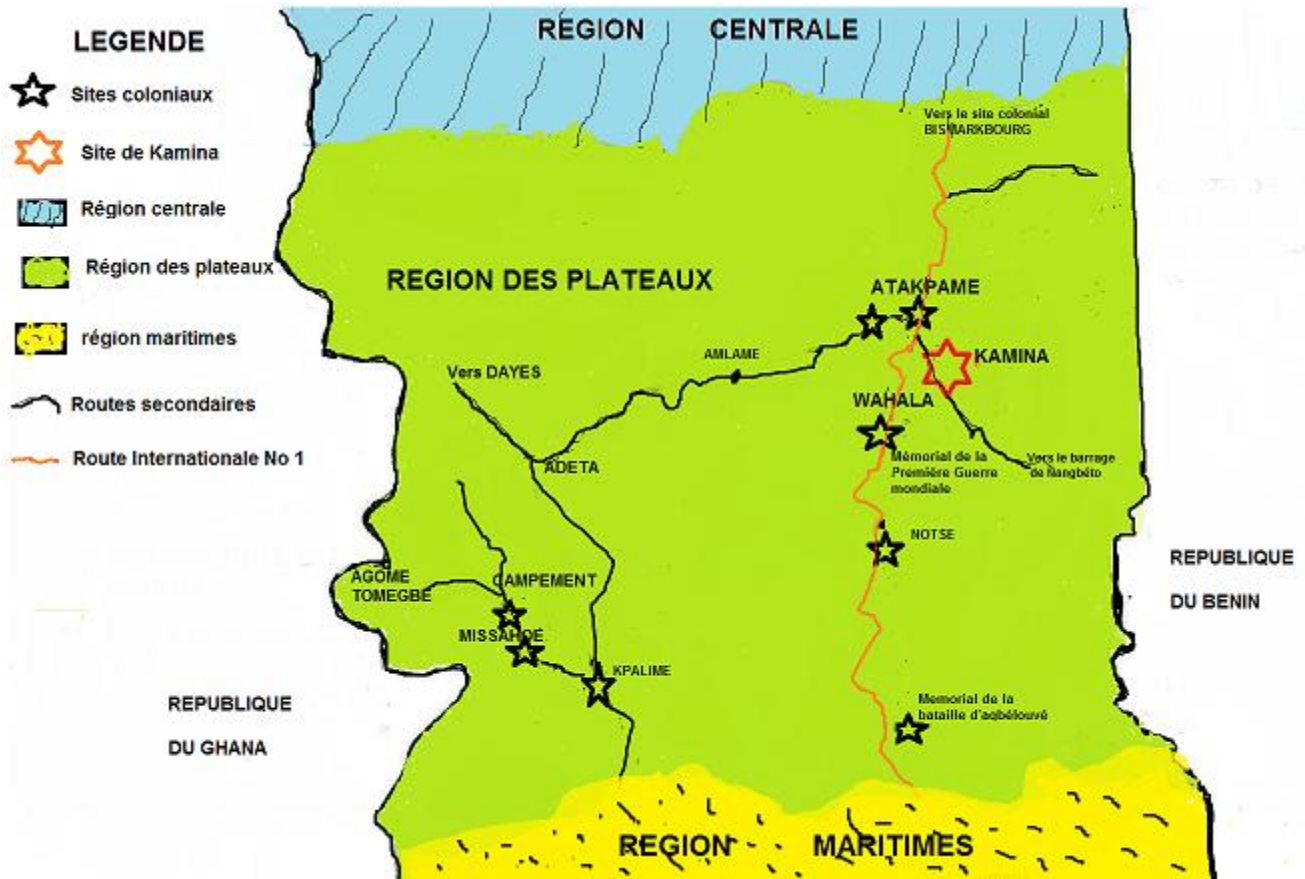 LEGENDE
Sites coloniaux
Site de Kamina
Région centrale
Région des plateaux
région maritimes
Routes secondaires
Route Internationale No 1
REGION CENTRALE
Vers le site colonial
BISMARKBOURG
REGION DES PLATEAUX
ATAKPAME
AMLAME
KAMINA
Vers DAYES
WAHALA
ADETA
Mémorial de la
Première Guerre
mondiale
Vers le barrage
de Nangbéto
NOTSE
AGOME
TOMEGBE
CAMPEMENT
MISSAHOE
KPALIME
REPUBLIQUE
DU BENIN
REPUBLIQUE
DU GHANA
Memorial de la
bataille d'agbélouvé
REGION MARITIMES